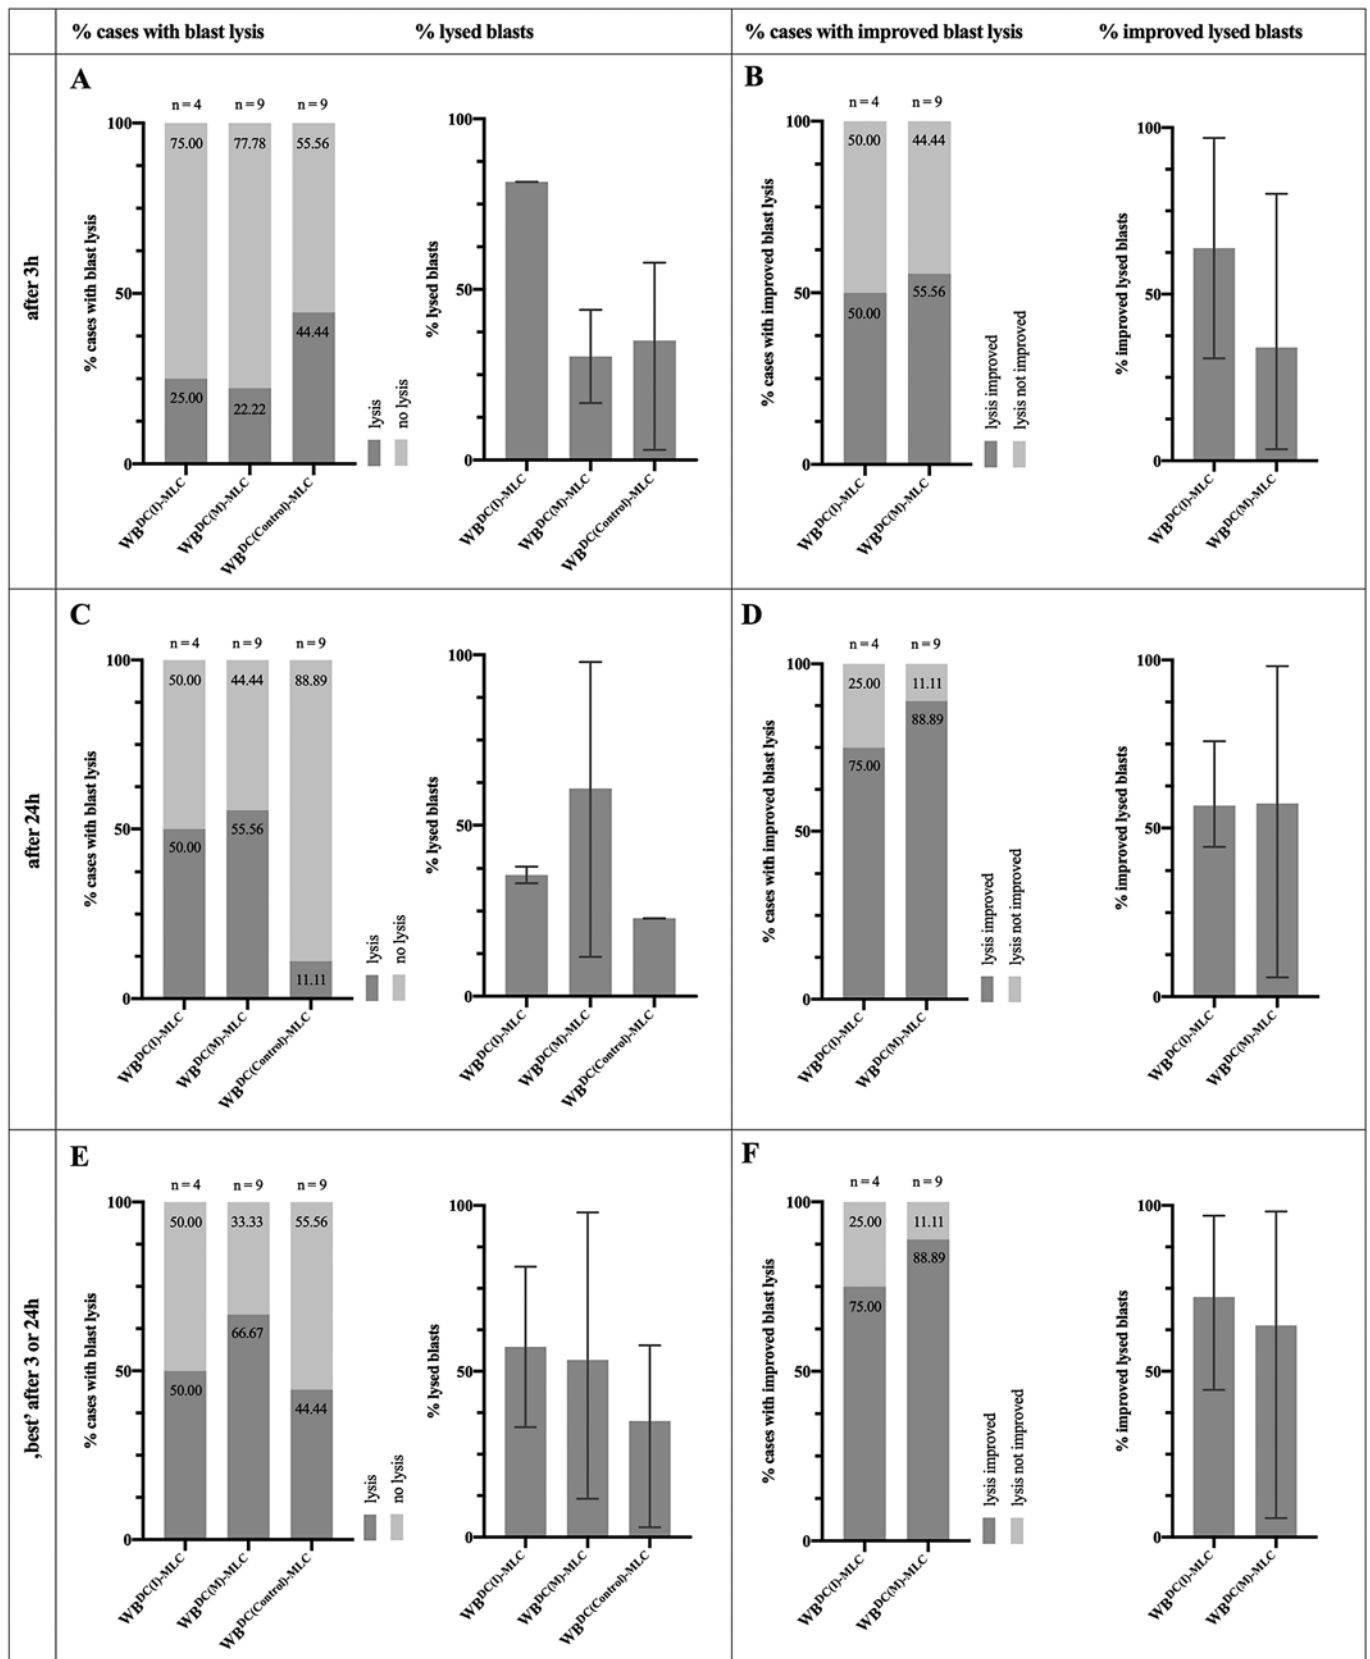 % cases with blast lysis
% lysed blasts
% cases with improved blast lysis
% improved lysed blasts
after 3h
A
n = 4 n = 9 n = 9
% cases with blast lysis
100
50
0
75.00 77.78 55.56
25.00 22.22 44.44
WBDC(I)-MLC
WBDC(M)-MLC
WBDC(Control)-MLC
lysis
no lysis
% lysed blasts
100
50
0
WBDC(I)-MLC
WBDC(M)-MLC
WBDC(Control)-MLC
B
n = 4 n = 9
% cases with improved blast lysis
100
50
0
50.00 44.44
50.00 55.56
WBDC(I)-MLC
WBDC(M)-MLC
lysis improved
lysis not improved
% improved lysed blasts
100
50
0
WBDC(I)-MLC
WBDC(M)-MLC
after 24h
C
n = 4 n = 9 n = 9
% cases with blast lysis
100
50
0
50.00 44.44 88.89
50.00 55.56 11.11
WBDC(I)-MLC
WBDC(M)-MLC
WBDC(Control)-MLC
lysis
no lysis
% lysed blasts
100
50
0
WBDC(I)-MLC
WBDC(M)-MLC
WBDC(Control)-MLC
D
n = 4 n = 9
% cases with improved blast lysis
100
50
0
25.00 11.11
75.00 88.89
WBDC(I)-MLC
WBDC(M)-MLC
lysis improved
lysis not improved
% improved lysed blasts
100
50
0
WBDC(I)-MLC
WBDC(M)-MLC
‚best’ after 3 or 24h
E
n = 4 n = 9 n = 9
% cases with blast lysis
100
50
0
50.00 33.33 55.56
50.00 66.67 44.44
WBDC(I)-MLC
WBDC(M)-MLC
WBDC(Control)-MLC
lysis
no lysis
% lysed blasts
100
50
0
WBDC(I)-MLC
WBDC(M)-MLC
WBDC(Control)-MLC
F
n = 4 n = 9
% cases with improved blast lysis
100
50
0
25.00 11.11
75.00 88.89
WBDC(I)-MLC
WBDC(M)-MLC
lysis improved
lysis not improved
% improved lysed blasts
100
50
0
WBDC(I)-MLC
WBDC(M)-MLC